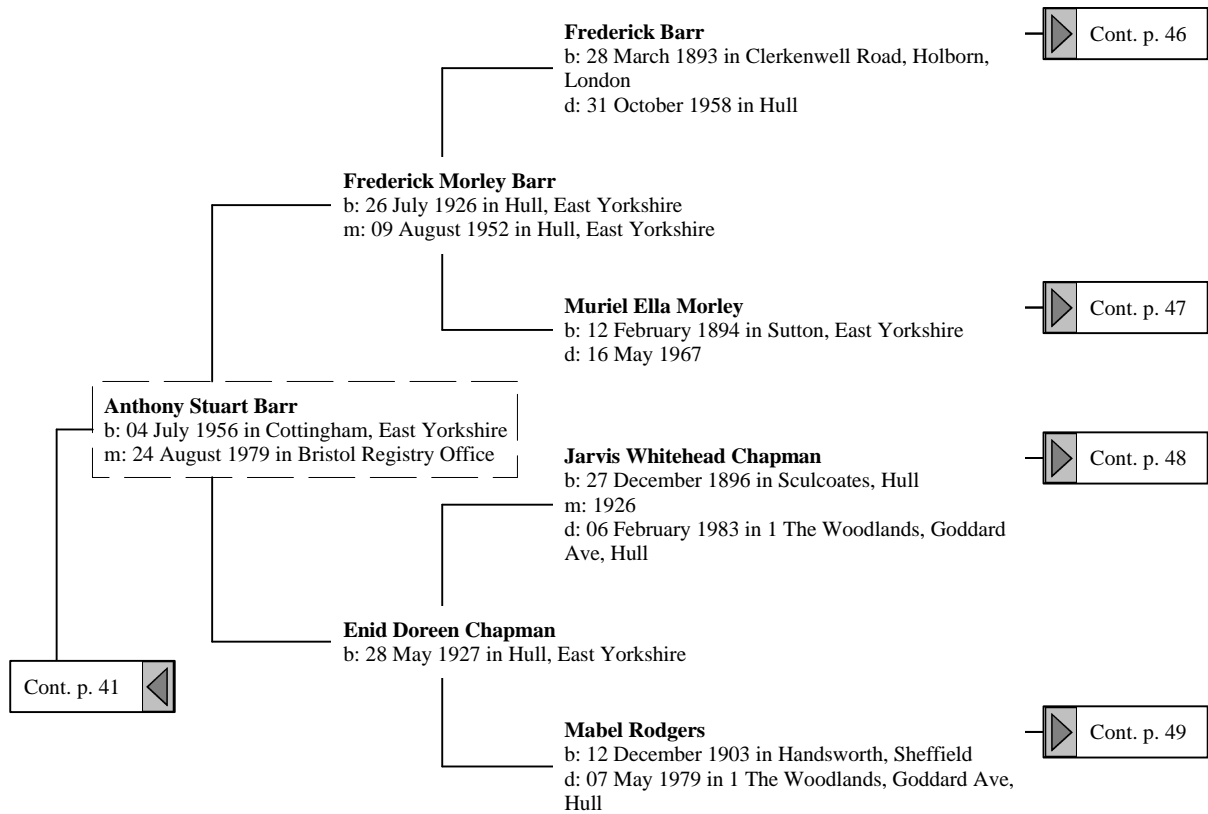 Frederick Barr
b: 28 March 1893 in Clerkenwell Road, Holborn,
London
d: 31 October 1958 in Hull
Cont. p. 46
Frederick Morley Barr
b: 26 July 1926 in Hull, East Yorkshire
m: 09 August 1952 in Hull, East Yorkshire
Muriel Ella Morley
b: 12 February 1894 in Sutton, East Yorkshire
d: 16 May 1967
Cont. p. 47
Anthony Stuart Barr
b: 04 July 1956 in Cottingham, East Yorkshire
m: 24 August 1979 in Bristol Registry Office
Jarvis Whitehead Chapman
b: 27 December 1896 in Sculcoates, Hull
m: 1926
d: 06 February 1983 in 1 The Woodlands, Goddard
Ave, Hull
Cont. p. 48
Enid Doreen Chapman
b: 28 May 1927 in Hull, East Yorkshire
Cont. p. 41
Mabel Rodgers
b: 12 December 1903 in Handsworth, Sheffield
d: 07 May 1979 in 1 The Woodlands, Goddard Ave,
Hull
Cont. p. 49